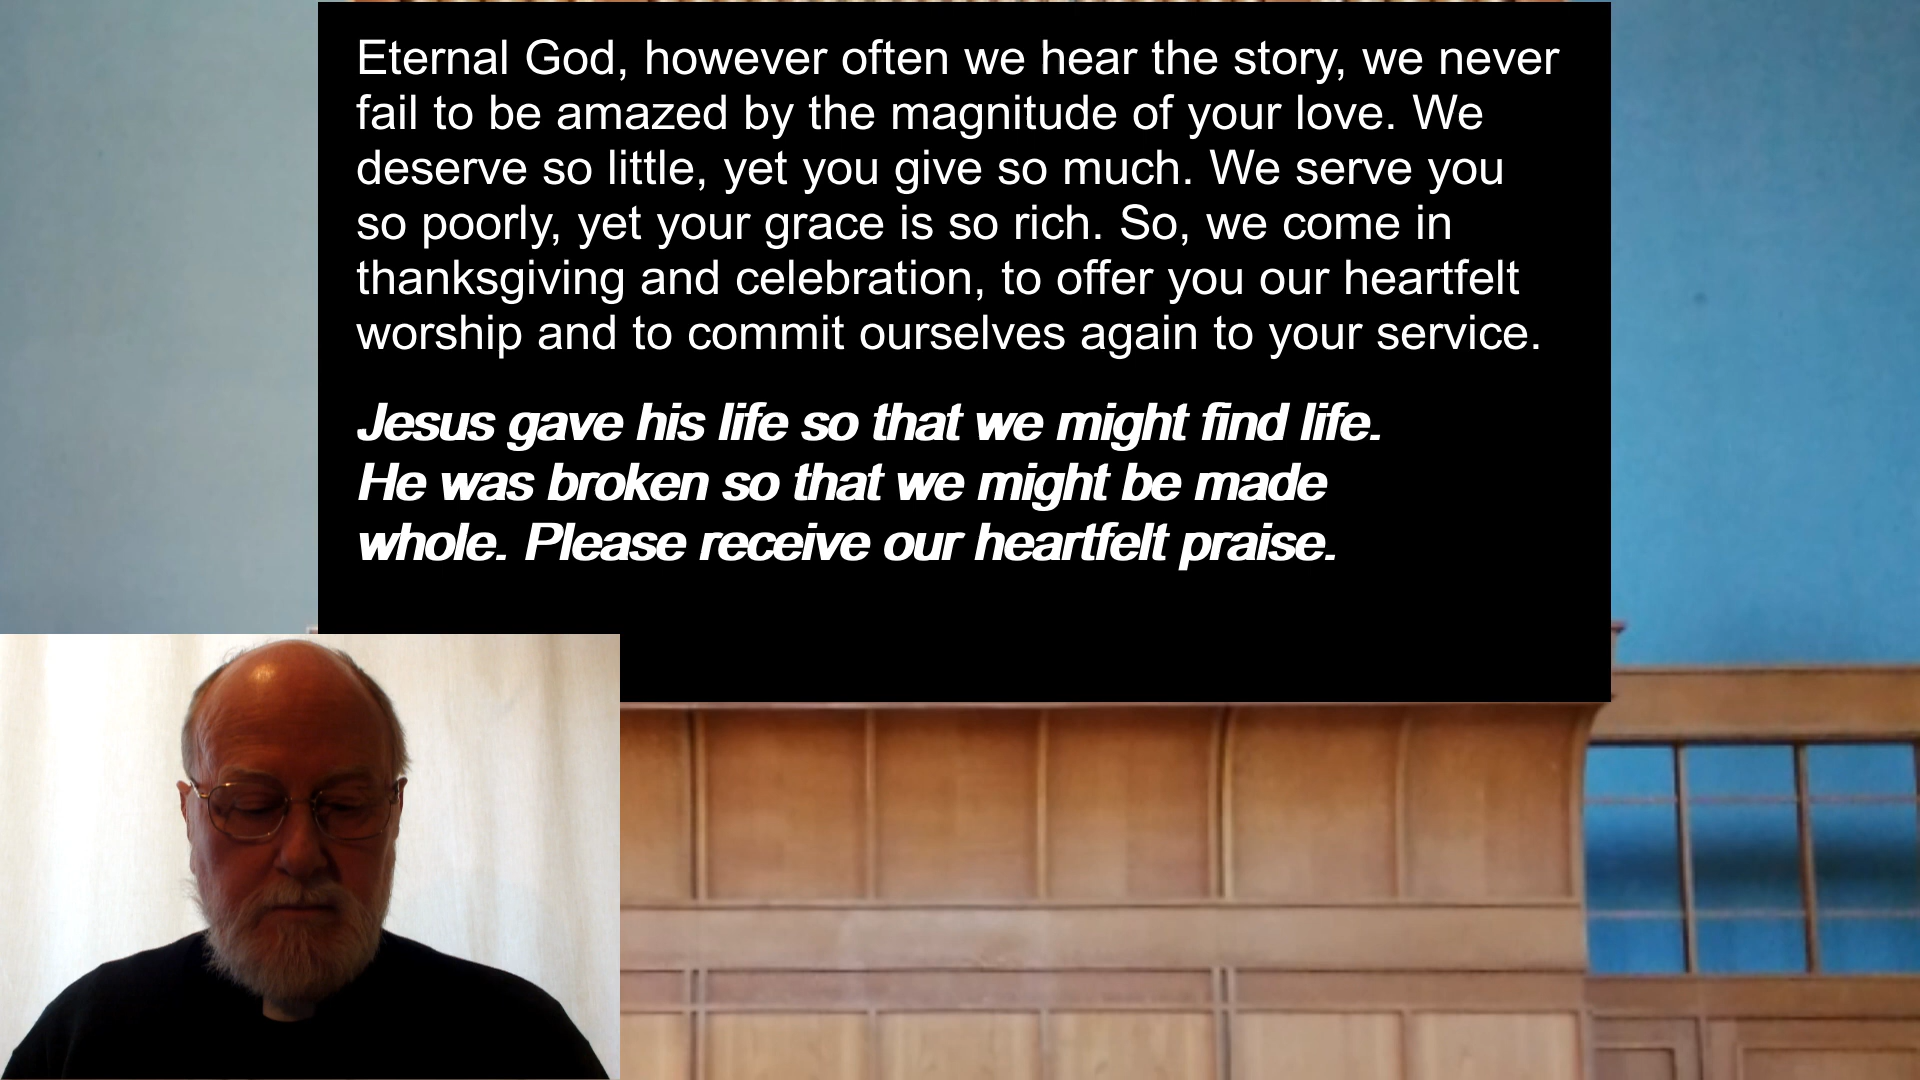 Eternal God, however often we hear the story, we never
fail to be amazed by the magnitude of your love. We
deserve so little, yet you give so much. We serve you
so poorly, yet your grace is so rich. So, we come in
thanksgiving and celebration, to offer you our heartfelt
worship and to commit ourselves again to your service.
Jesus gave his life so that we might find life.
He was broken so that we might be made
whole. Please receive our heartfelt praise.